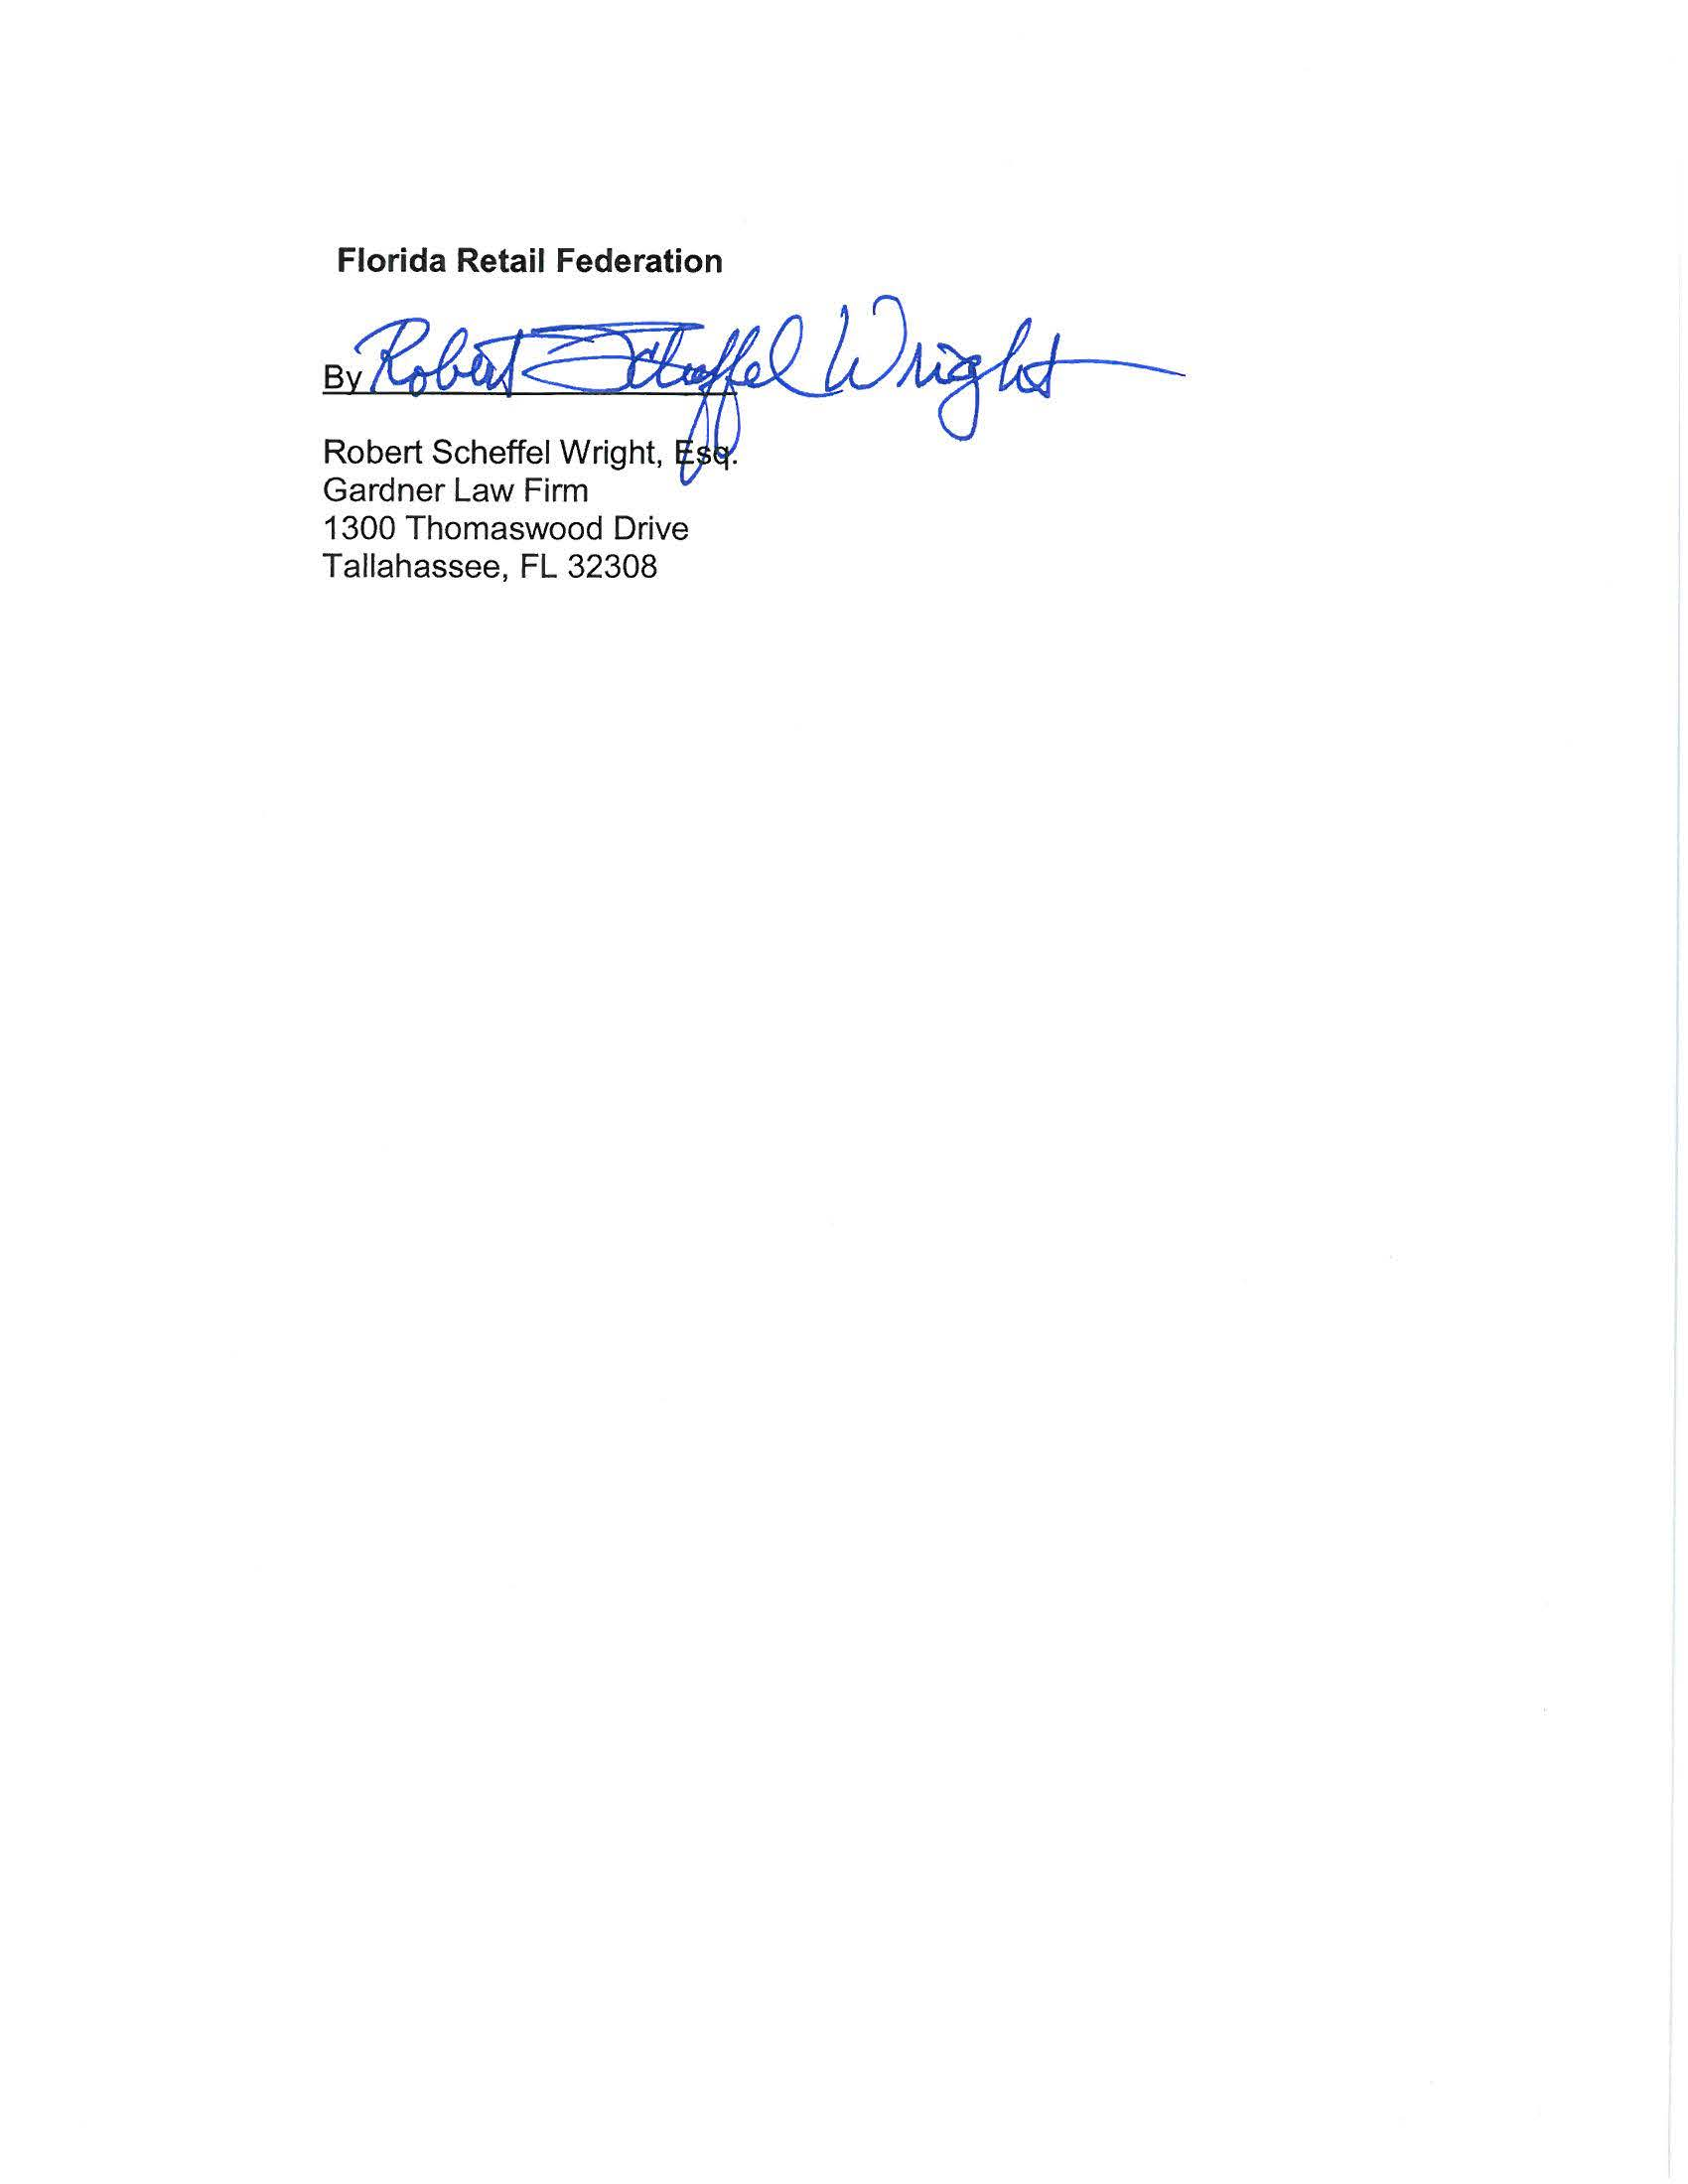 Florida Retail Federation
By Robert Scheffel Wright
Robert Scheffel Wright, Esq.
Gardner Law Firm
1300 Thomaswood Drive
Tallahassee, FL 32308